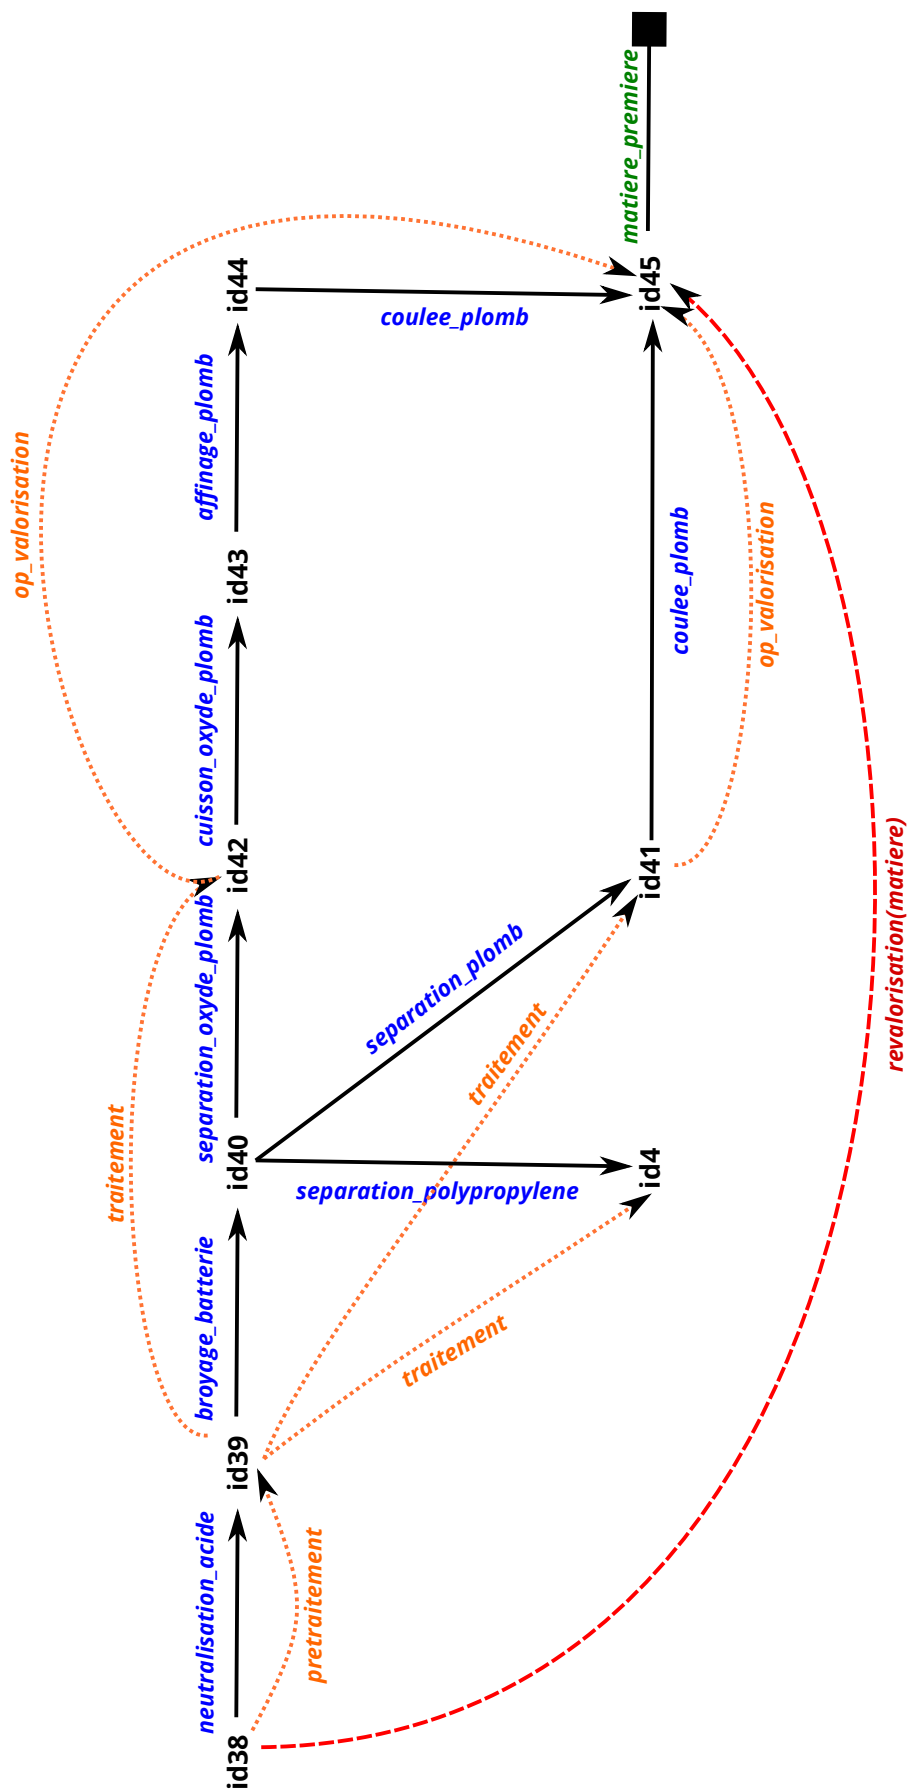 op_valorisation
traitement
neutralisation_acide
broyage_batterie
separation_oxyde_plomb
cuisson_oxyde_plomb
affinage_plomb
id38
id39
id40
id42
id43
id44
pretraitement
separation_polypropylene
coulee_plomb
traitement
separation_plomb
traitement
matiere_premiere
id4
id41
id45
coulee_plomb
op_valorisation
revalorisation(matiere)